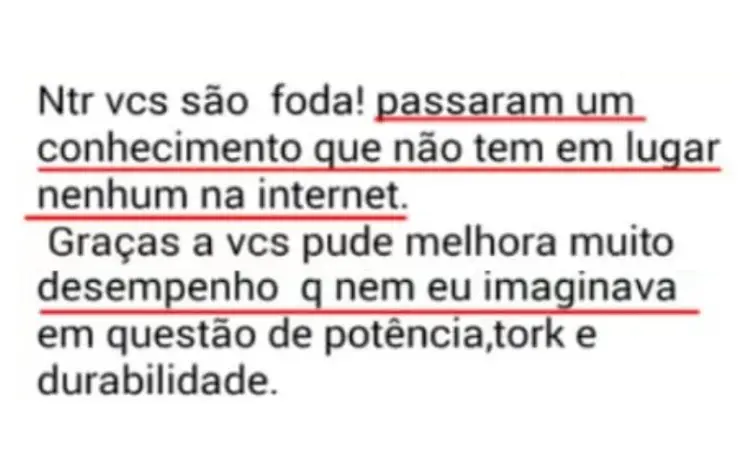 Ntr vcs são  foda! passaram um
conhecimento que não tem em lugar
nenhum na internet.
Graças a vcs pude melhora muito
desempenho  q nem eu imaginava
em questão de potência,tork e
durabilidade.